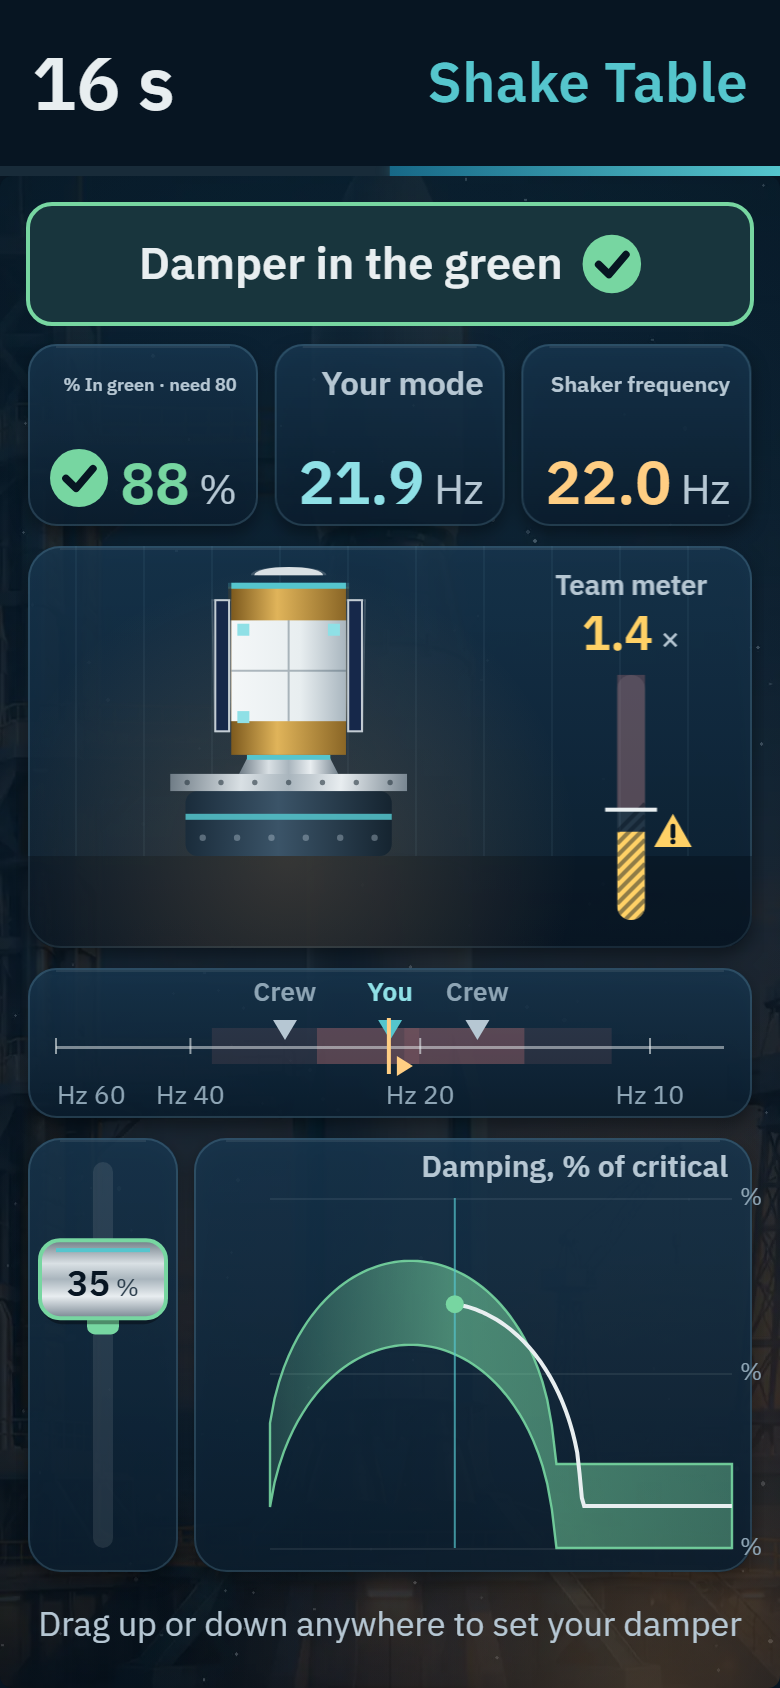 16 s
Shake Table
Damper in the green
% In green · need 80
88 %
Your mode
21.9 Hz
Shaker frequency
22.0 Hz
Team meter
1.4 ×
Crew
You
Crew
Hz 60
Hz 40
Hz 20
Hz 10
35 %
Damping, % of critical
%
%
%
Drag up or down anywhere to set your damper